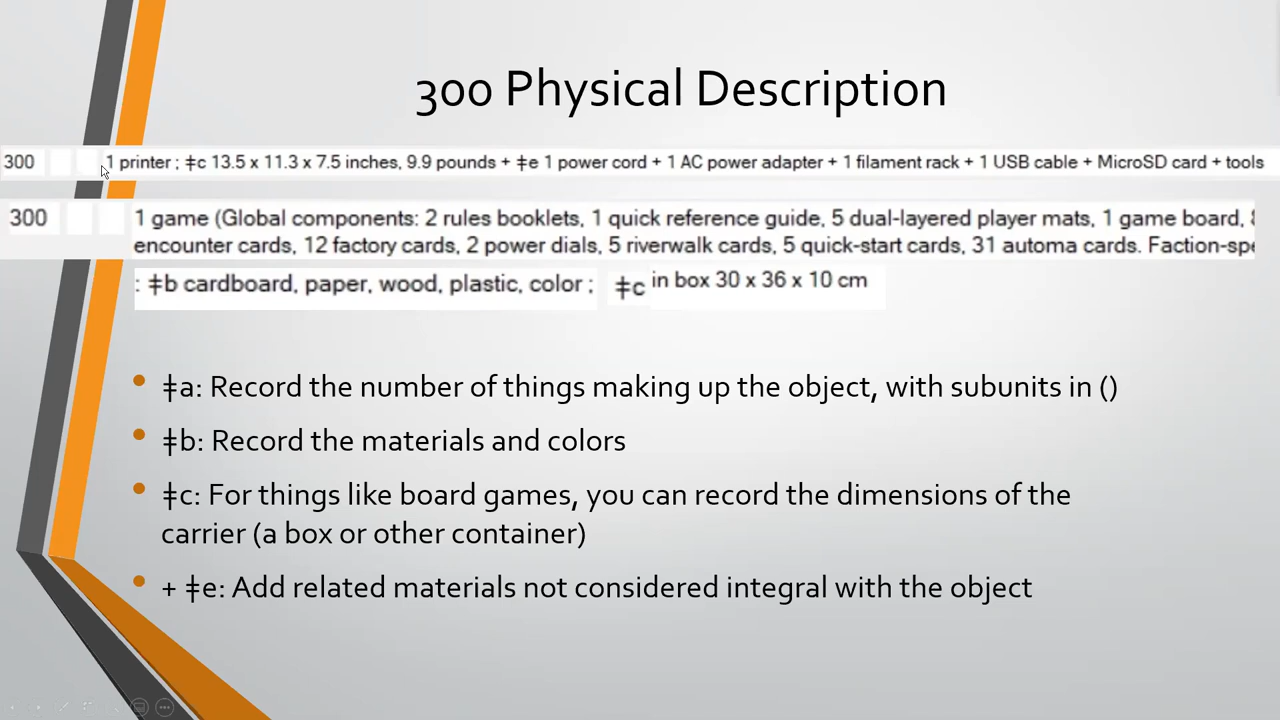 300 Physical Description
300 1 printer ; ǂc 13.5 x 11.3 x 7.5 inches, 9.9 pounds + ǂe 1 power cord + 1 AC power adapter + 1 filament rack + 1 USB cable + MicroSD card + tools
300 1 game (Global components: 2 rules booklets, 1 quick reference guide, 5 dual-layered player mats, 1 game board,
encounter cards, 12 factory cards, 2 power dials, 5 riverwalk cards, 5 quick-start cards, 31 automa cards. Faction-spe
: ǂb cardboard, paper, wood, plastic, color ; ǂc in box 30 x 36 x 10 cm
• ǂa: Record the number of things making up the object, with subunits in ()
• ǂb: Record the materials and colors
• ǂc: For things like board games, you can record the dimensions of the
carrier (a box or other container)
• + ǂe: Add related materials not considered integral with the object